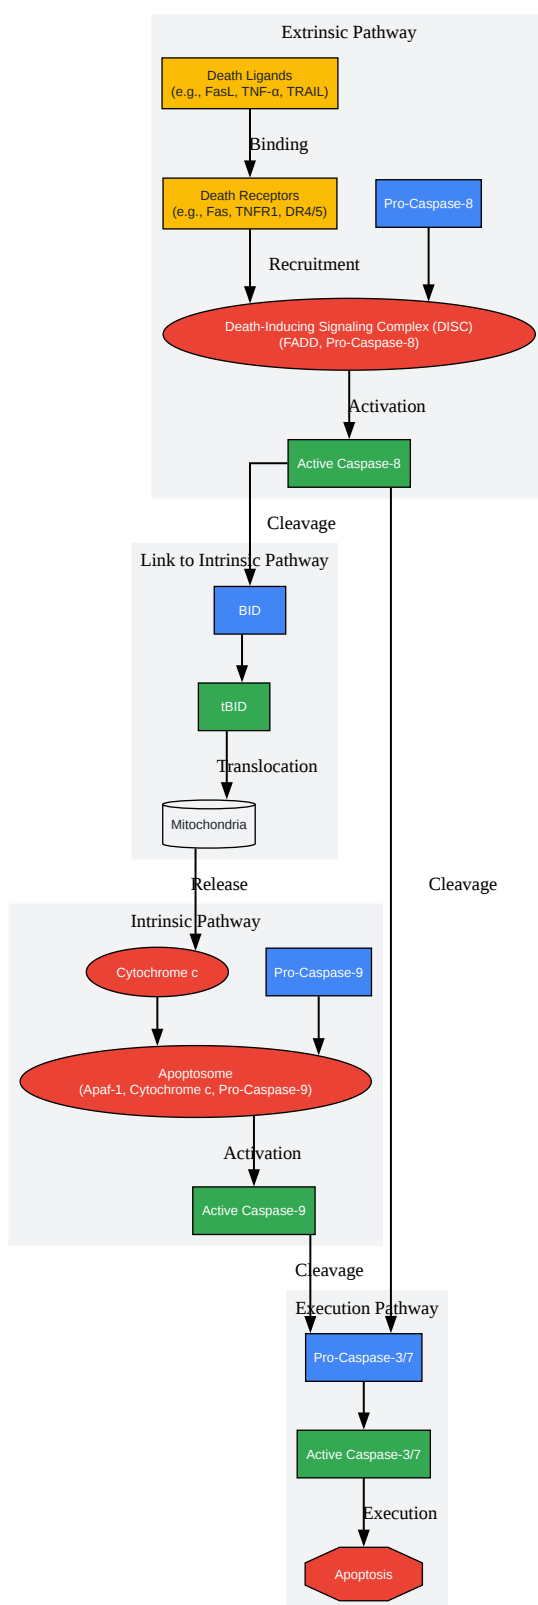 Extrinsic Pathway
Death Ligands
(e.g., FasL, TNF-α, TRAIL)
Binding
Death Receptors
(e.g., Fas, TNFR1, DR4/5)
Pro-Caspase-8
Recruitment
Death-Inducing Signaling Complex (DISC)
(FADD, Pro-Caspase-8)
Activation
Active Caspase-8
Cleavage
Link to Intrinsic Pathway
BID
tBID
Translocation
Mitochondria
Release
Cleavage
Intrinsic Pathway
Cytochrome c
Pro-Caspase-9
Apoptosome
(Apaf-1, Cytochrome c, Pro-Caspase-9)
Activation
Active Caspase-9
Cleavage
Execution Pathway
Pro-Caspase-3/7
Active Caspase-3/7
Execution
Apoptosis